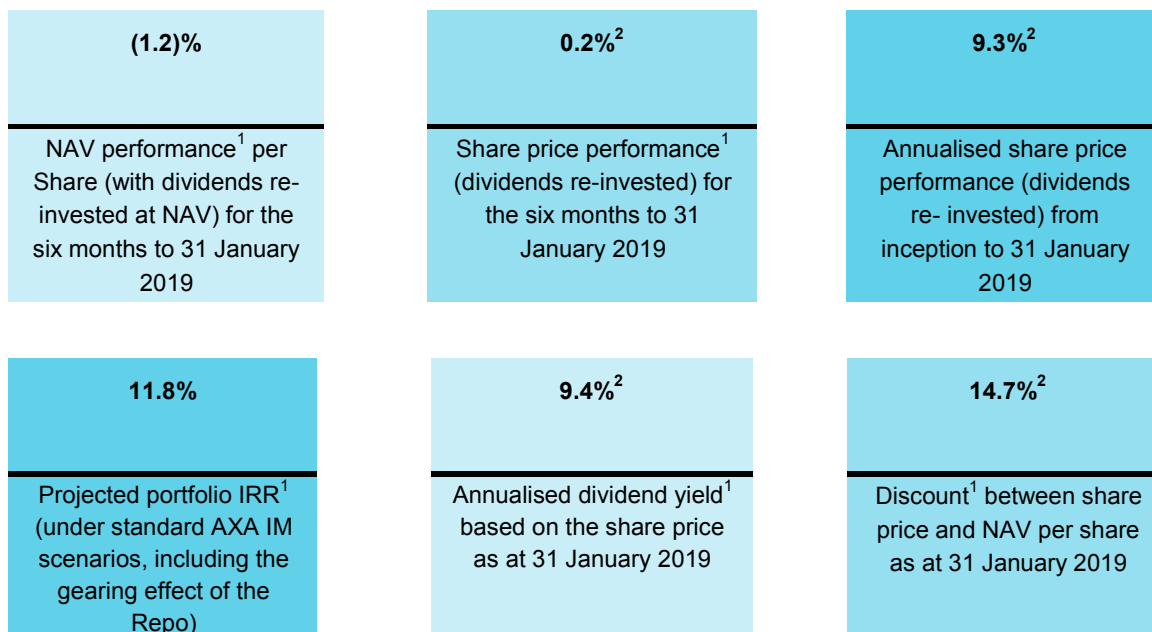 (1.2)%
NAV performance1 per
Share (with dividends re-
invested at NAV) for the
six months to 31 January
2019
0.2%2
Share price performance1
(dividends re-invested) for
the six months to 31
January 2019
9.3%2
Annualised share price
performance (dividends
re- invested) from
inception to 31 January
2019
11.8%
Projected portfolio IRR1
(under standard AXA IM
scenarios, including the
gearing effect of the
Repo)
9.4%2
Annualised dividend yield1
based on the share price
as at 31 January 2019
14.7%2
Discount1 between share
price and NAV per share
as at 31 January 2019